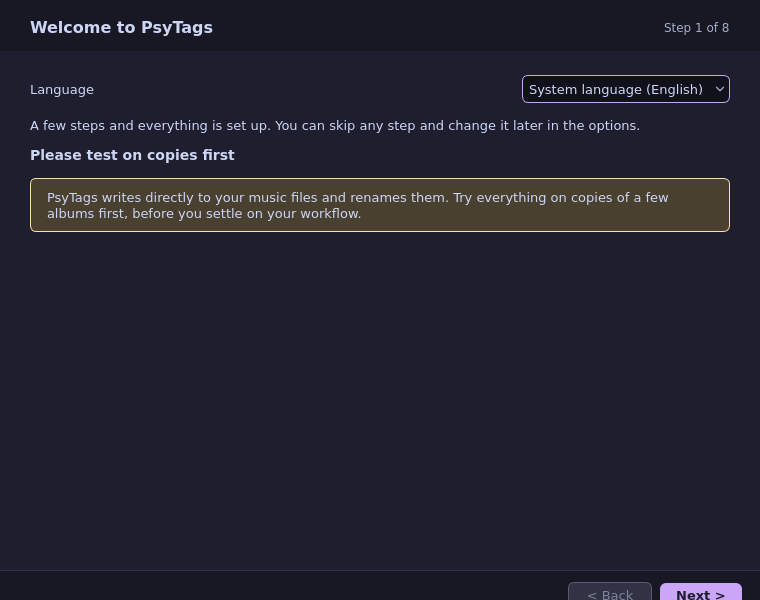 Welcome to PsyTags
Step 1 of 8
Language
System language (English)
A few steps and everything is set up. You can skip any step and change it later in the options.
Please test on copies first
PsyTags writes directly to your music files and renames them. Try everything on copies of a few
albums first, before you settle on your workflow.
< Back
Next >